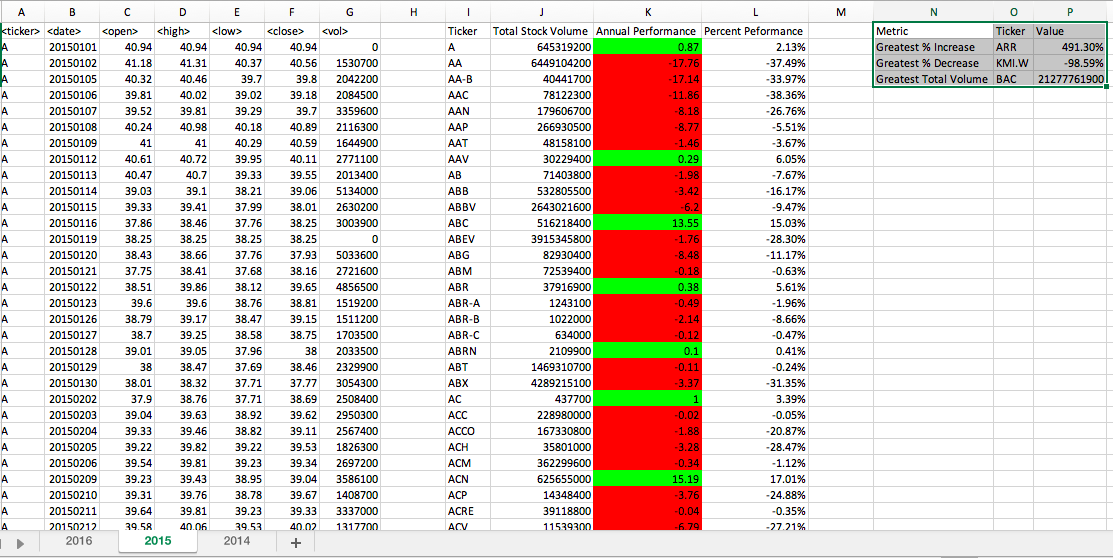 A B C D E F G H I J K L M N O P
<ticker> <date> <open> <high> <low> <close> <vol> Ticker Total Stock Volume Annual Performance Percent Peformance Metric Ticker Value
A 20150101 40.94 40.94 40.94 40.94 0 A 645319200 0.87 2.13% Greatest % Increase ARR 491.30%
A 20150102 41.18 41.31 40.37 40.56 1530700 AA 6449104200 -17.76 -37.49% Greatest % Decrease KMI.W -98.59%
A 20150105 40.32 40.46 39.7 39.8 2042200 AA-B 40441700 -17.14 -33.97% Greatest Total Volume BAC 21277761900
A 20150106 39.81 40.02 39.02 39.18 2084500 AAC 78122300 -11.86 -38.36%
A 20150107 39.52 39.81 39.29 39.7 3359600 AAN 179606700 -8.18 -26.76%
A 20150108 40.24 40.98 40.18 40.89 2116300 AAP 266930500 -8.77 -5.51%
A 20150109 41 41 40.29 40.59 1644900 AAT 48158100 -1.46 -3.67%
A 20150112 40.61 40.72 39.95 40.11 2771100 AAV 30229400 0.29 6.05%
A 20150113 40.47 40.7 39.33 39.55 2013400 AB 71403800 -1.98 -7.67%
A 20150114 39.03 39.1 38.21 39.06 5134000 ABB 532805500 -3.42 -16.17%
A 20150115 39.33 39.41 37.99 38.01 2630200 ABBV 2643021600 -6.2 -9.47%
A 20150116 37.86 38.46 37.76 38.25 3003900 ABC 516218400 13.55 15.03%
A 20150119 38.25 38.25 38.25 38.25 0 ABEV 3915345800 -1.76 -28.30%
A 20150120 38.43 38.66 37.76 37.93 5033600 ABG 82930400 -8.48 -11.17%
A 20150121 37.75 38.41 37.68 38.16 2721600 ABM 72539400 -0.18 -0.63%
A 20150122 38.51 39.86 38.12 39.65 4856500 ABR 37916900 0.38 5.61%
A 20150123 39.6 39.6 38.76 38.81 1519200 ABR-A 1243100 -0.49 -1.96%
A 20150126 38.79 39.17 38.47 39.15 1511200 ABR-B 1022000 -2.14 -8.66%
A 20150127 38.7 39.25 38.58 38.75 1703500 ABR-C 634000 -0.12 -0.47%
A 20150128 39.01 39.05 37.96 38 2033500 ABRN 2109900 0.1 0.41%
A 20150129 38 38.47 37.69 38.46 2329900 ABT 1469310700 -0.11 -0.24%
A 20150130 38.01 38.32 37.71 37.77 3054300 ABX 4289215100 -3.37 -31.35%
A 20150202 37.9 38.76 37.71 38.69 2508400 AC 437700 1 3.39%
A 20150203 39.04 39.63 38.92 39.62 2950300 ACC 228980000 -0.02 -0.05%
A 20150204 39.33 39.46 38.82 39.11 2567400 ACCO 167330800 -1.88 -20.87%
A 20150205 39.22 39.82 39.22 39.53 1826300 ACH 35801000 -3.28 -28.47%
A 20150206 39.54 39.81 39.23 39.34 2697200 ACM 362299600 -0.34 -1.12%
A 20150209 39.23 39.43 38.95 39.04 3586100 ACN 625655000 15.19 17.01%
A 20150210 39.31 39.76 38.78 39.67 1408700 ACP 14348400 -3.76 -24.88%
A 20150211 39.64 39.81 39.23 39.33 3337000 ACRE 39118800 -0.04 -0.35%
A 20150212 39.58 40.06 39.53 40.02 1317700 ACV 11539300 -6.79 -27.21%
2016 2015 2014 +